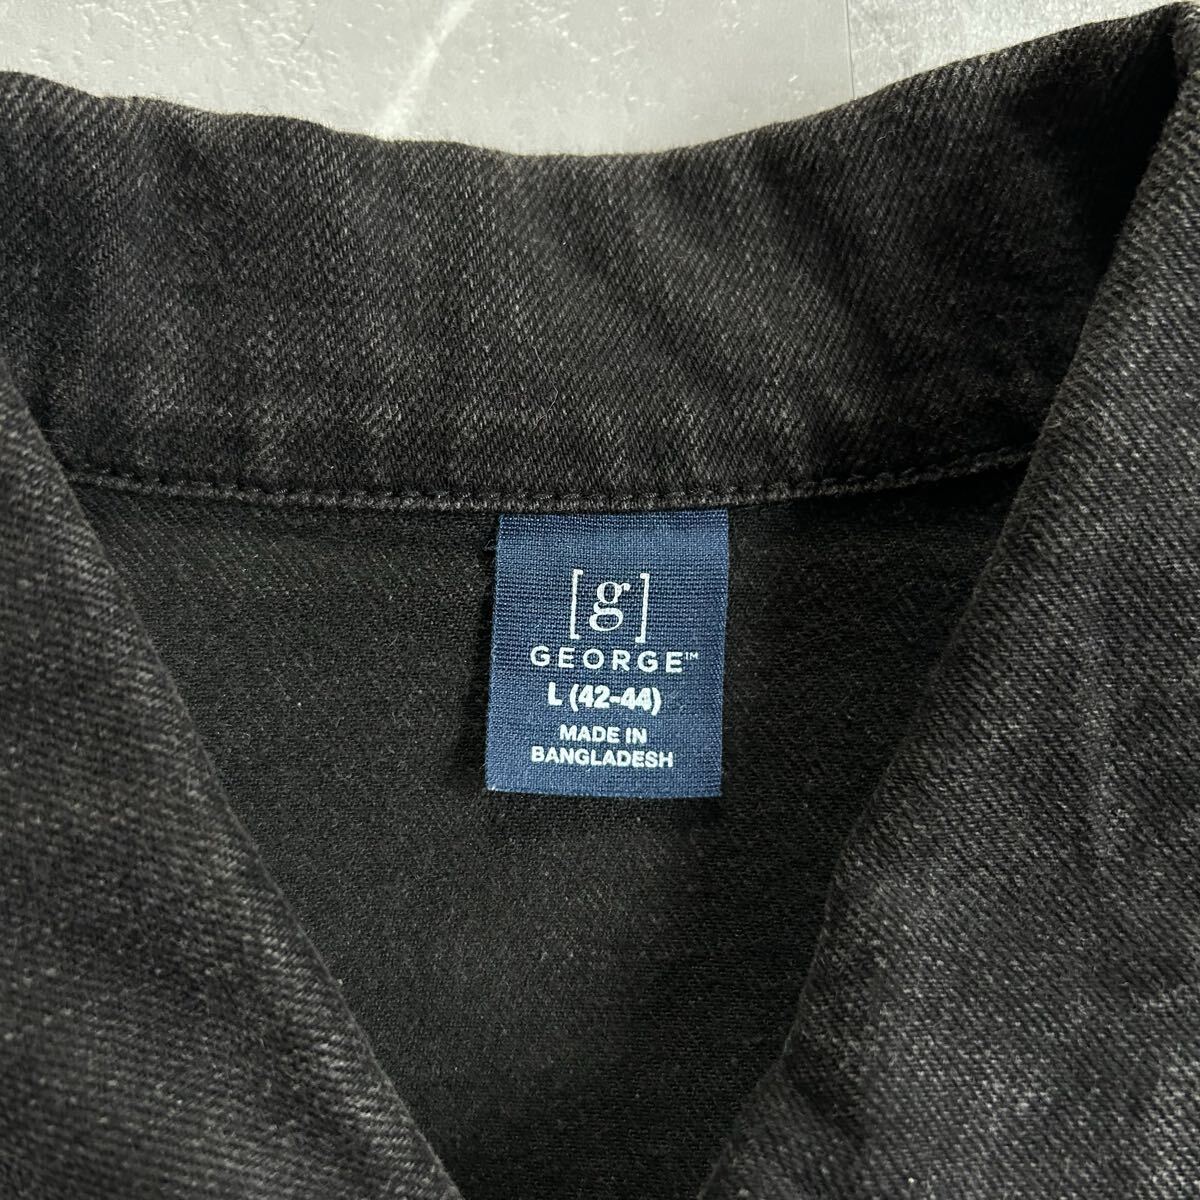 [g]
GEORGE™
L (42-44)
MADE IN
BANGLADESH